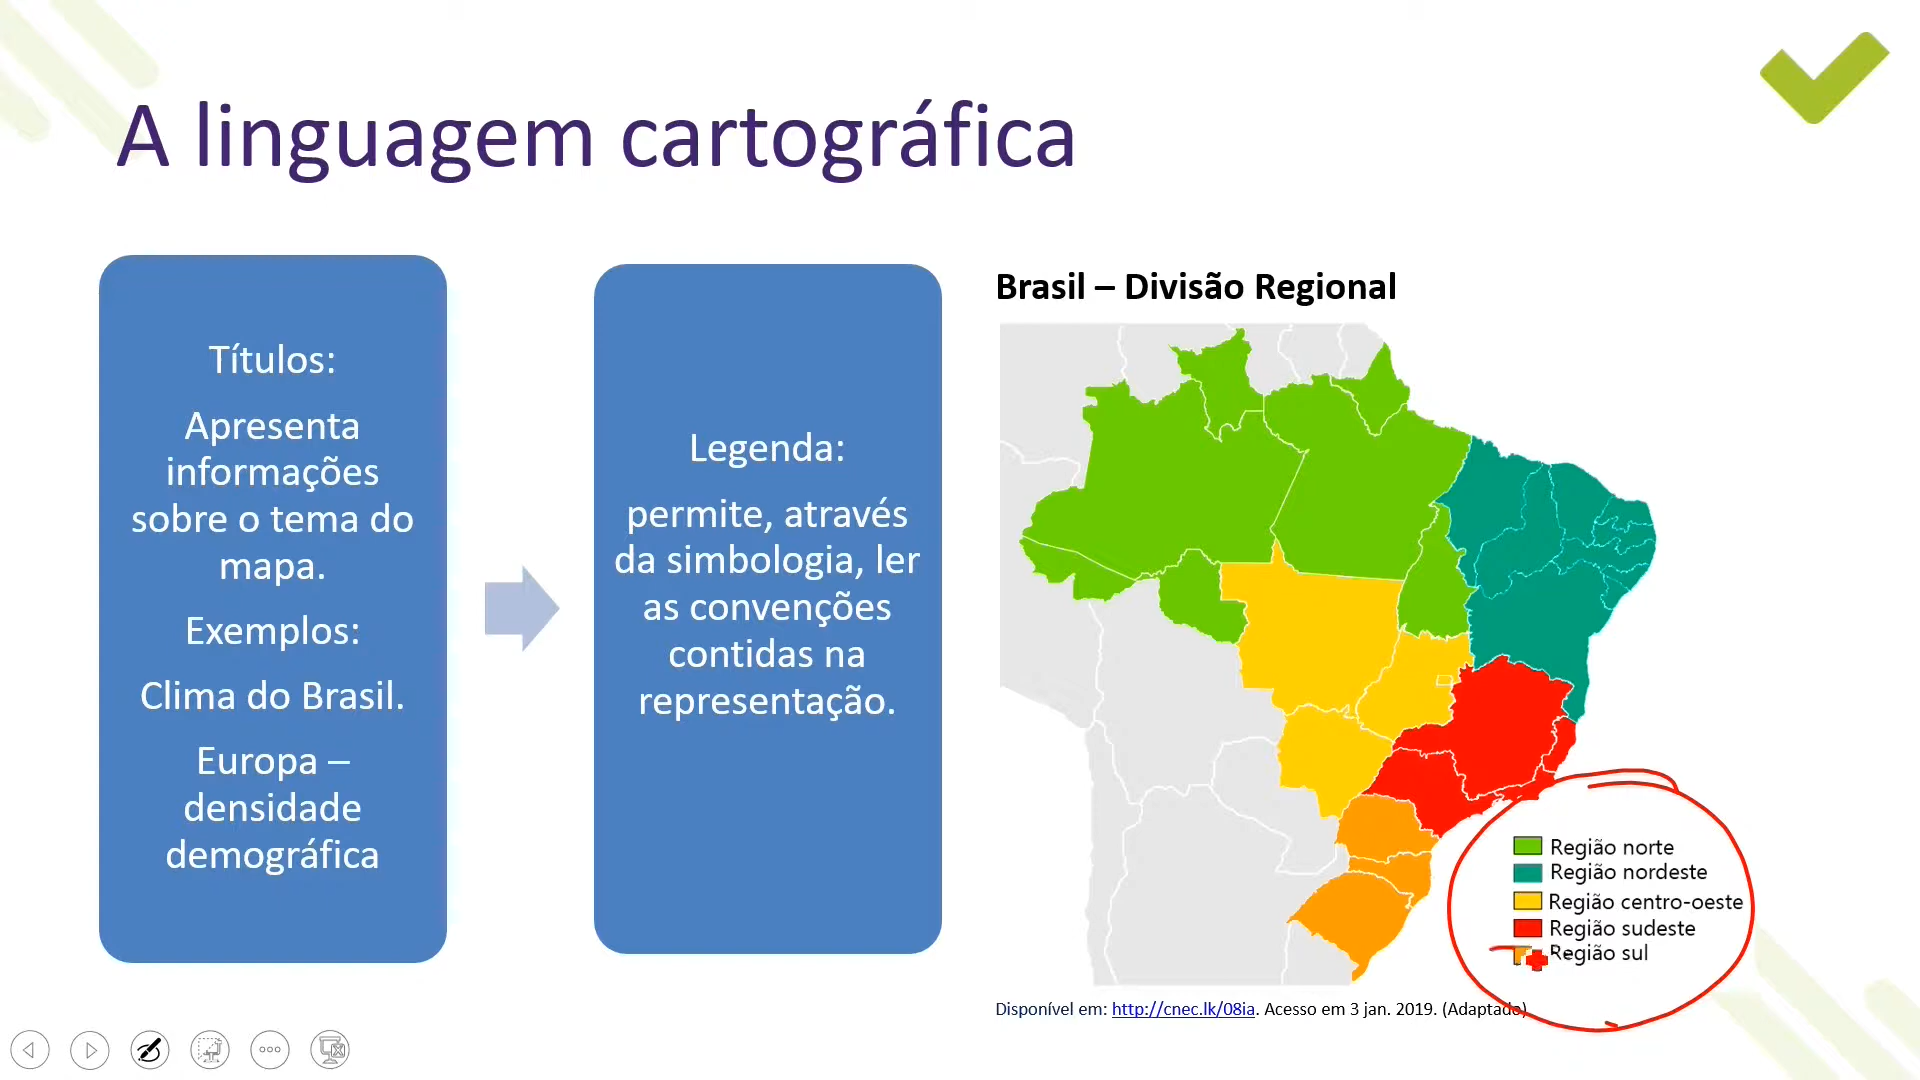 A linguagem cartográfica
Títulos:
Apresenta
informações
sobre o tema do
mapa.
Exemplos:
Clima do Brasil.
Europa –
densidade
demográfica
Legenda:
permite, através
da simbologia, ler
as convenções
contidas na
representação.
Brasil – Divisão Regional
Região norte
Região nordeste
Região centro-oeste
Região sudeste
Região sul
Disponível em: http://cnec.lk/08ia. Acesso em 3 jan. 2019. (Adaptado)